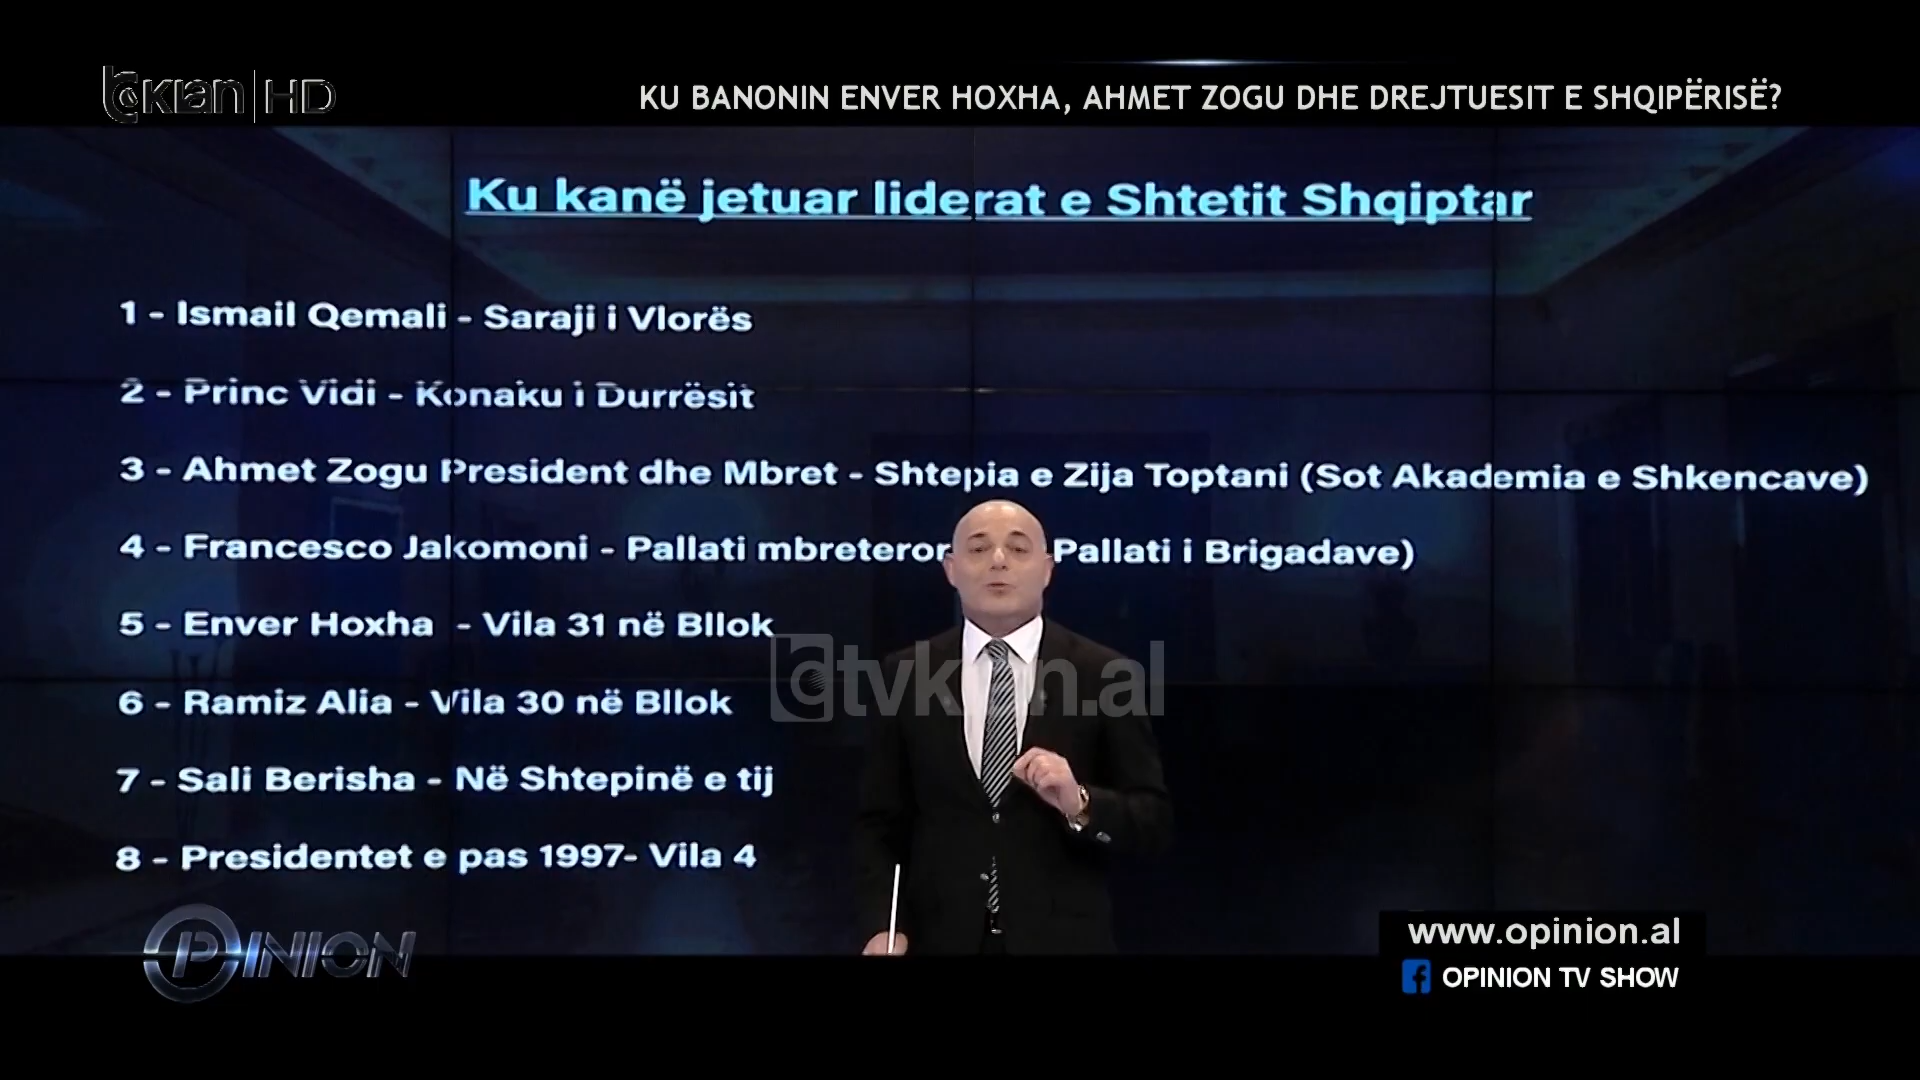 tvklan HD
KU BANONIN ENVER HOXHA, AHMET ZOGU DHE DREJTUESIT E SHQIPËRISË?
Ku kanë jetuar liderat e Shtetit Shqiptar
1 - Ismail Qemali - Saraji i Vlorës
2 - Princ Vidi - Konaku i Durrësit
3 - Ahmet Zogu President dhe Mbret - Shtepia e Zija Toptani (Sot Akademia e Shkencave)
4 - Francesco Jakomoni - Pallati mbreteror Pallati i Brigadave)
5 - Enver Hoxha - Vila 31 në Bllok
tvklan.al
6 - Ramiz Alia - Vila 30 në Bllok
7 - Sali Berisha - Në Shtepinë e tij
8 - Presidentet e pas 1997- Vila 4
OPINION
www.opinion.al
OPINION TV SHOW